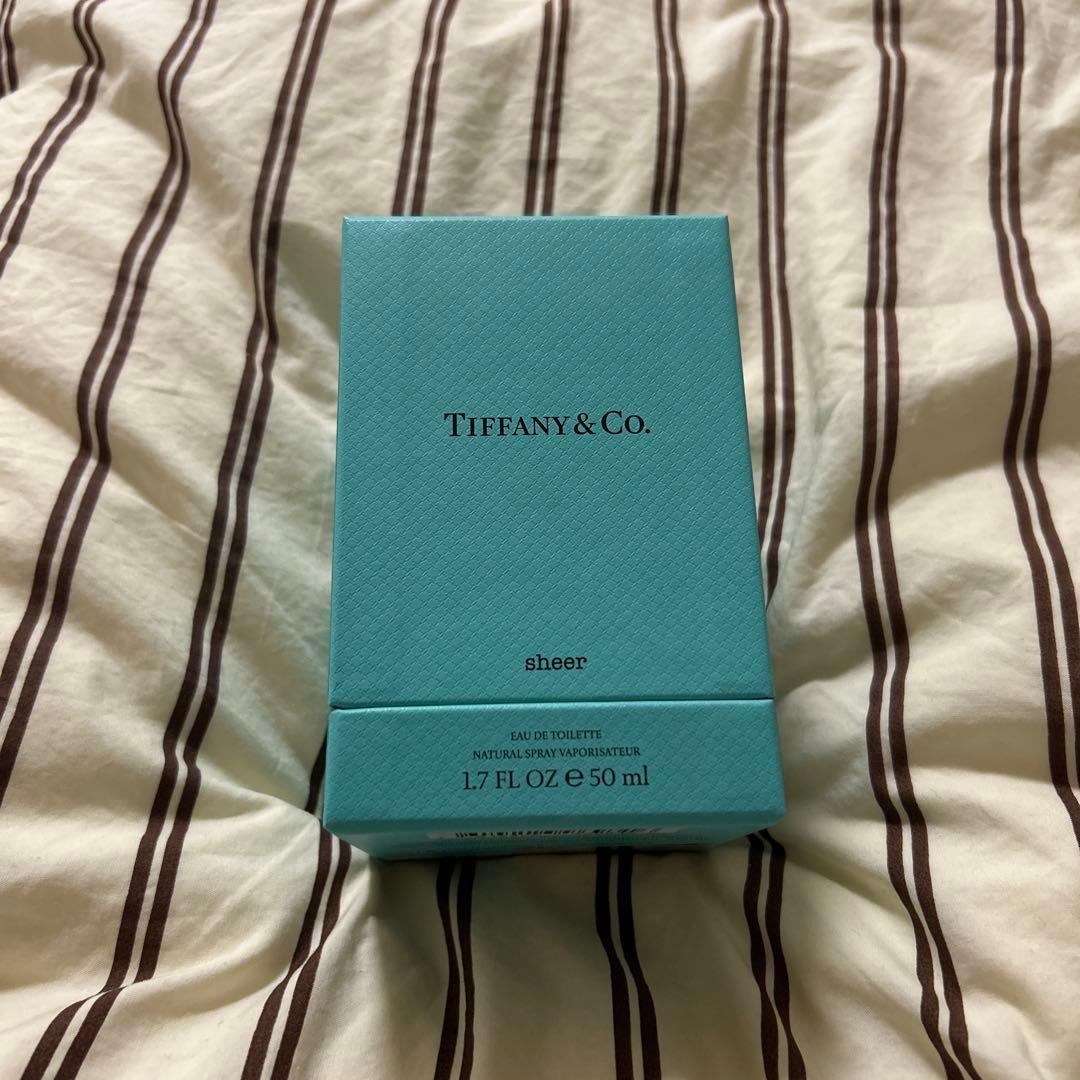 TIFFANY & CO.
sheer
EAU DE TOILETTE
NATURAL SPRAY VAPORISATEUR
1.7 FL OZ ℮ 50 ml